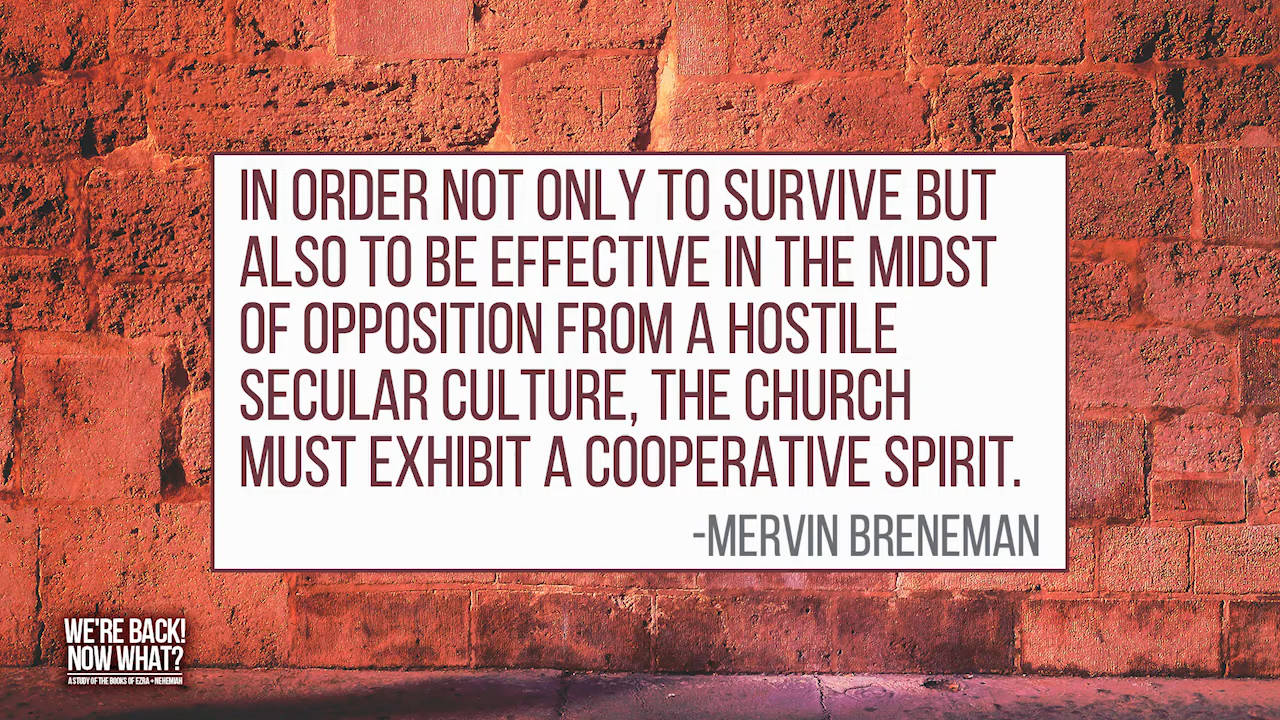 IN ORDER NOT ONLY TO SURVIVE BUT
ALSO TO BE EFFECTIVE IN THE MIDST
OF OPPOSITION FROM A HOSTILE
SECULAR CULTURE, THE CHURCH
MUST EXHIBIT A COOPERATIVE SPIRIT.
-MERVIN BRENEMAN
WE'RE BACK!
NOW WHAT?
A STUDY OF THE BOOKS OF EZRA + NEHEMIAH